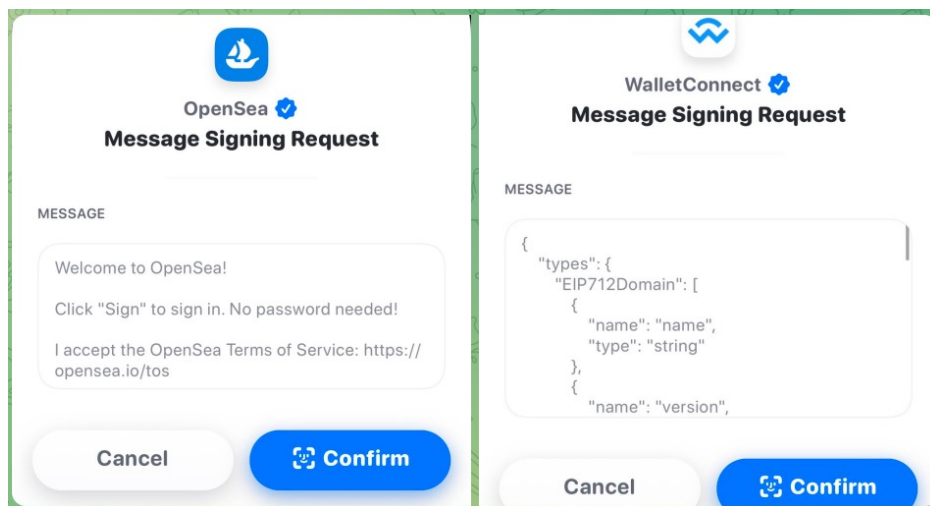 OpenSea
Message Signing Request
MESSAGE
Welcome to OpenSea!
Click "Sign" to sign in. No password needed!
I accept the OpenSea Terms of Service: https://
opensea.io/tos
Cancel
Confirm
WalletConnect
Message Signing Request
MESSAGE
{
"types": {
"EIP712Domain": [
{
"name": "name",
"type": "string"
},
{
"name": "version",
Cancel
Confirm